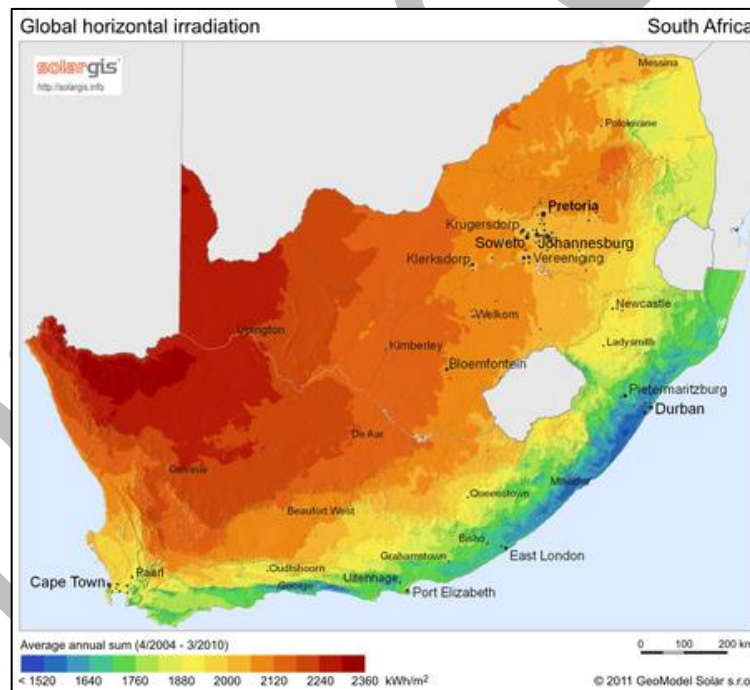 Global horizontal irradiation
South Africa
solargis
http://solargis.info
Messina
Polokwane
Pretoria
Krugersdorp
Soweto
Johannesburg
Klerksdorp
Vereeniging
Welkom
Newcastle
Upington
Kimberley
Ladysmith
Bloemfontein
Pietermaritzburg
Durban
De Aar
Calvinia
Queenstown
Mthatha
Beaufort West
Bisho
East London
Grahamstown
Cape Town
Paarl
Oudtshoorn
Uitenhage
George
Port Elizabeth
Average annual sum (4/2004 - 3/2010)
0 100 200 km
< 1520 1640 1760 1880 2000 2120 2240 2360 kWh/m²
© 2011 GeoModel Solar s.r.o